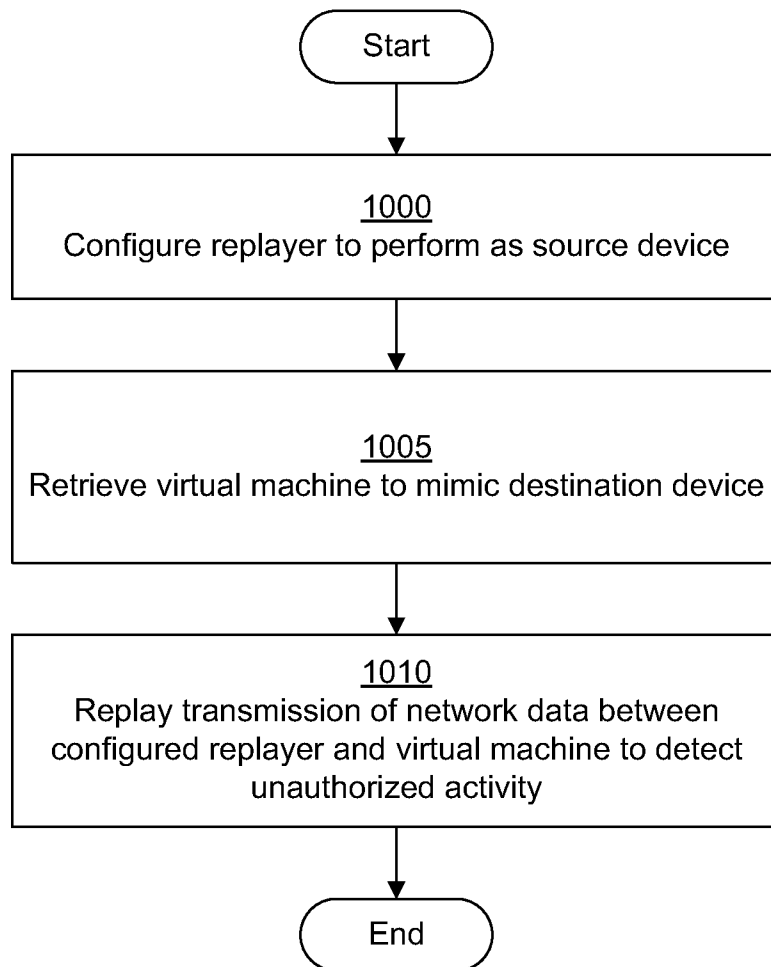 Start
1000
Configure replayer to perform as source device
1005
Retrieve virtual machine to mimic destination device
1010
Replay transmission of network data between
configured replayer and virtual machine to detect
unauthorized activity
End